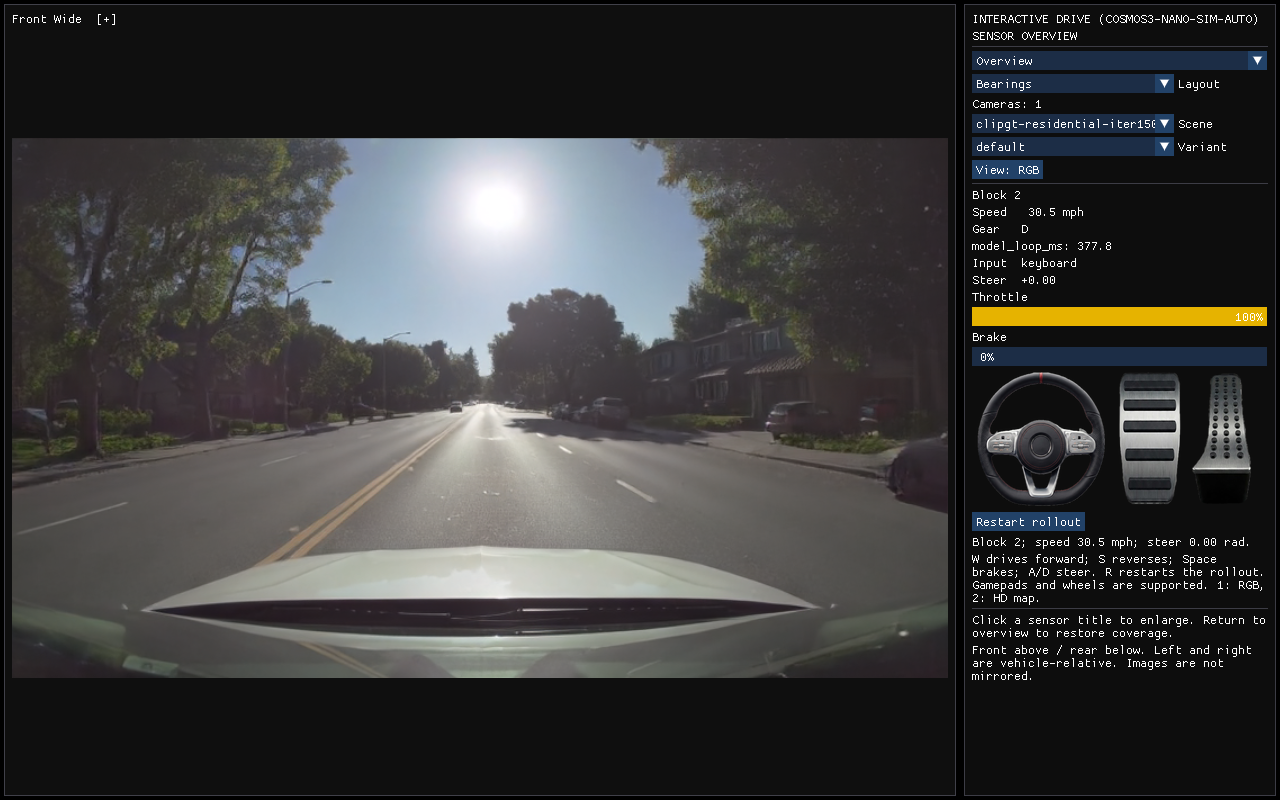 Front Wide [+]
INTERACTIVE DRIVE (COSMOS3-NANO-SIM-AUTO)
SENSOR OVERVIEW
Overview
Bearings
Layout
Cameras: 1
clipgt-residential-iter150
Scene
default
Variant
View: RGB
Block 2
Speed 30.5 mph
Gear D
model_loop_ms: 377.8
Input keyboard
Steer +0.00
Throttle
100%
Brake
0%
Restart rollout
Block 2; speed 30.5 mph; steer 0.00 rad.
W drives forward; S reverses; Space
brakes; A/D steer. R restarts the rollout.
Gamepads and wheels are supported. 1: RGB,
2: HD map.
Click a sensor title to enlarge. Return to
overview to restore coverage.
Front above / rear below. Left and right
are vehicle-relative. Images are not
mirrored.